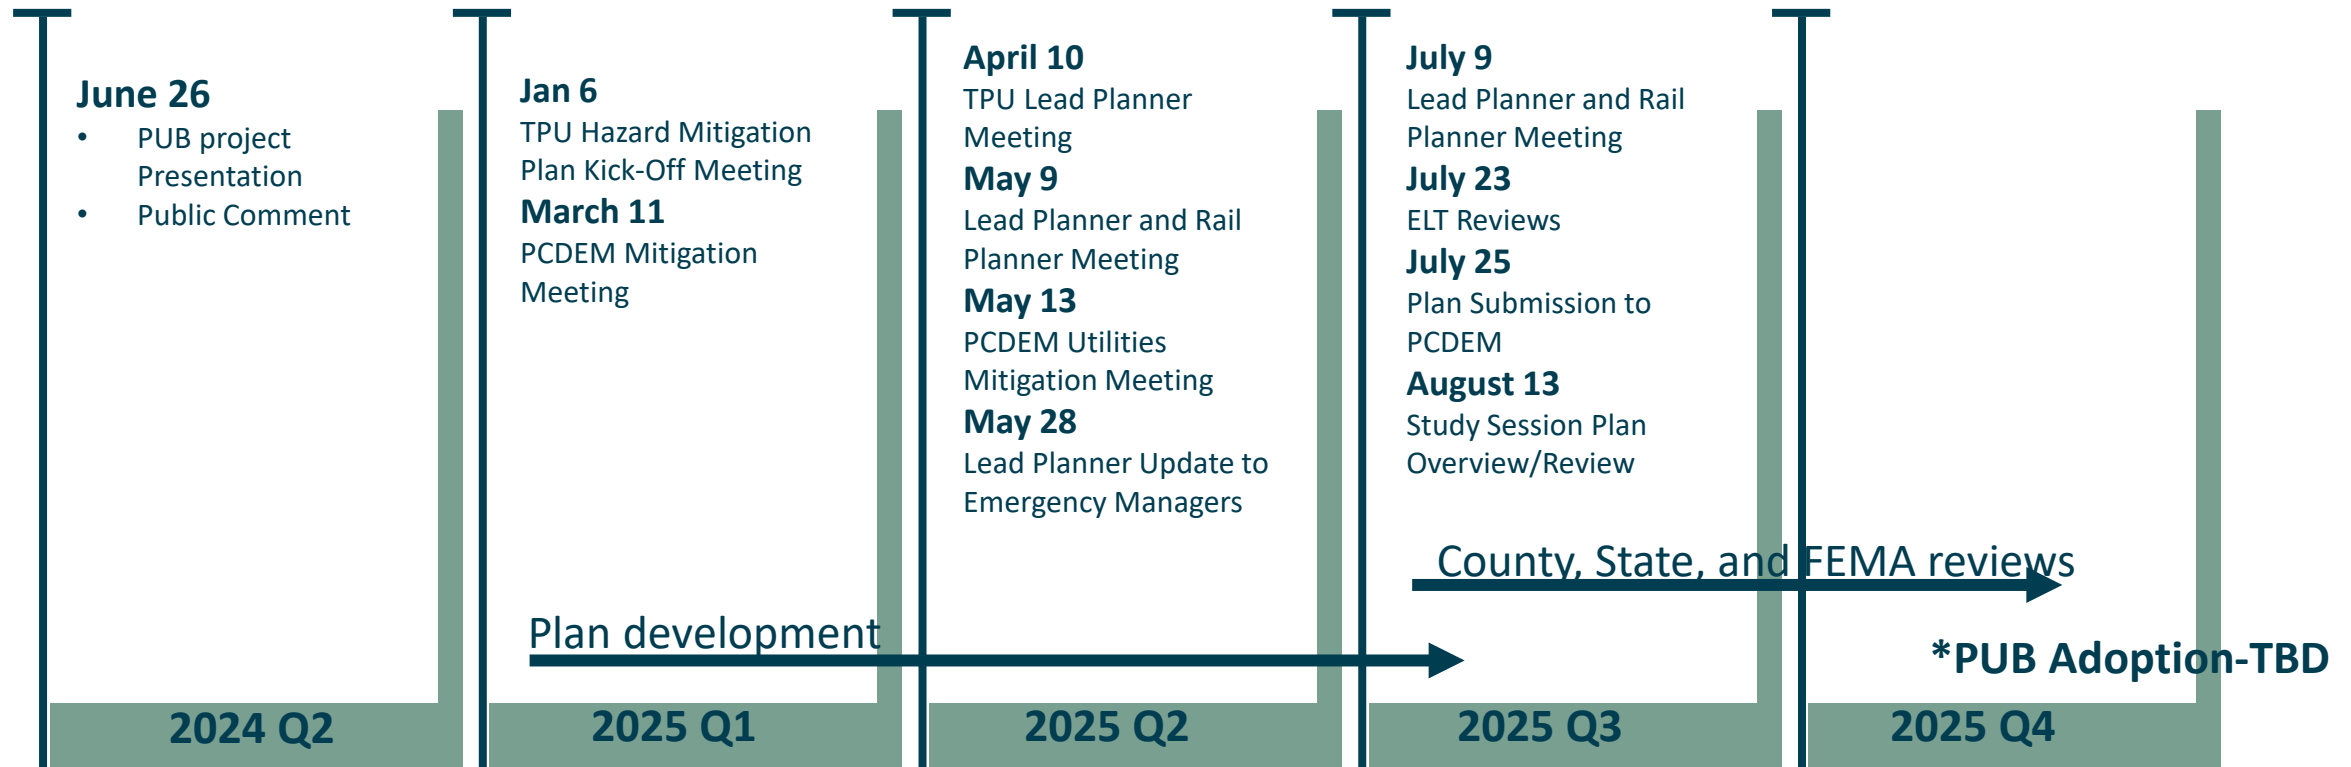 June 26
• PUB project
Presentation
• Public Comment
2024 Q2
Jan 6
TPU Hazard Mitigation
Plan Kick-Off Meeting
March 11
PCDEM Mitigation
Meeting
Plan development
2025 Q1
April 10
TPU Lead Planner
Meeting
May 9
Lead Planner and Rail
Planner Meeting
May 13
PCDEM Utilities
Mitigation Meeting
May 28
Lead Planner Update to
Emergency Managers
2025 Q2
July 9
Lead Planner and Rail
Planner Meeting
July 23
ELT Reviews
July 25
Plan Submission to
PCDEM
August 13
Study Session Plan
Overview/Review
County, State, and FEMA reviews
2025 Q3
*PUB Adoption-TBD
2025 Q4